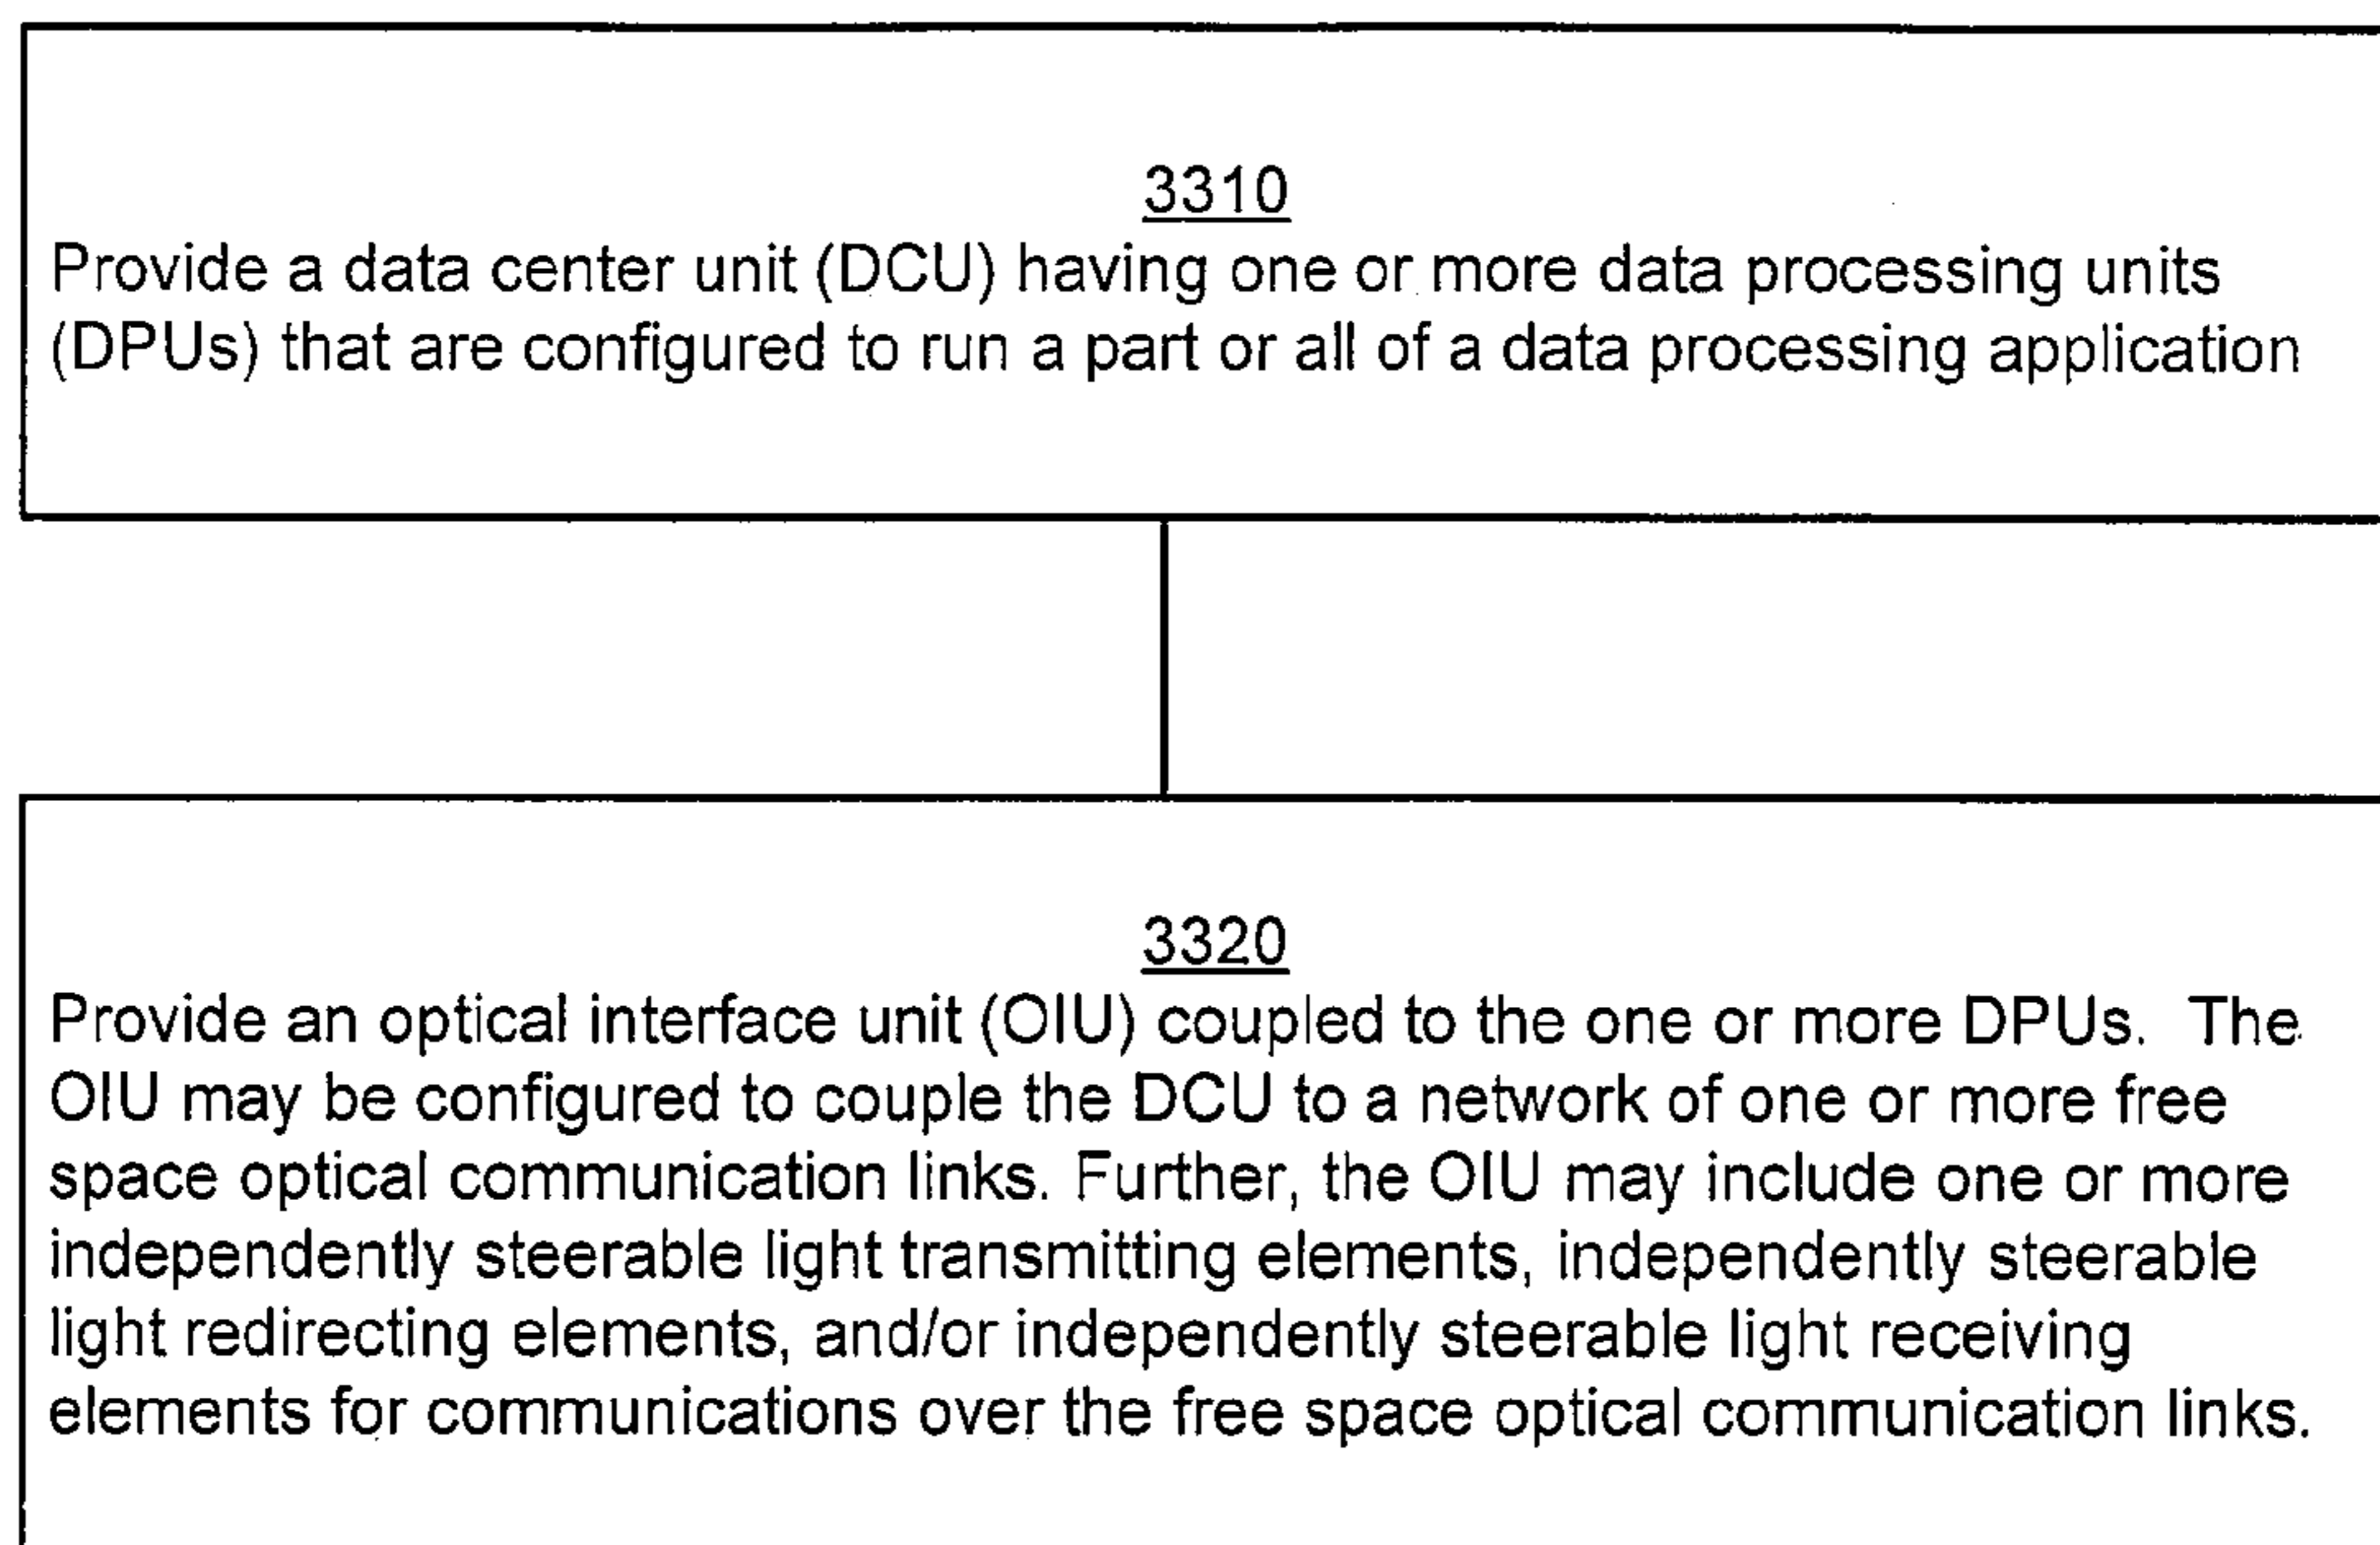 3310
Provide a data center unit (DCU) having one or more data processing units
(DPUs) that are configured to run a part or all of a data processing application
3320
Provide an optical interface unit (OIU) coupled to the one or more DPUs. The
OIU may be configured to couple the DCU to a network of one or more free
space optical communication links. Further, the OIU may include one or more
independently steerable light transmitting elements, independently steerable
light redirecting elements, and/or independently steerable light receiving
elements for communications over the free space optical communication links.